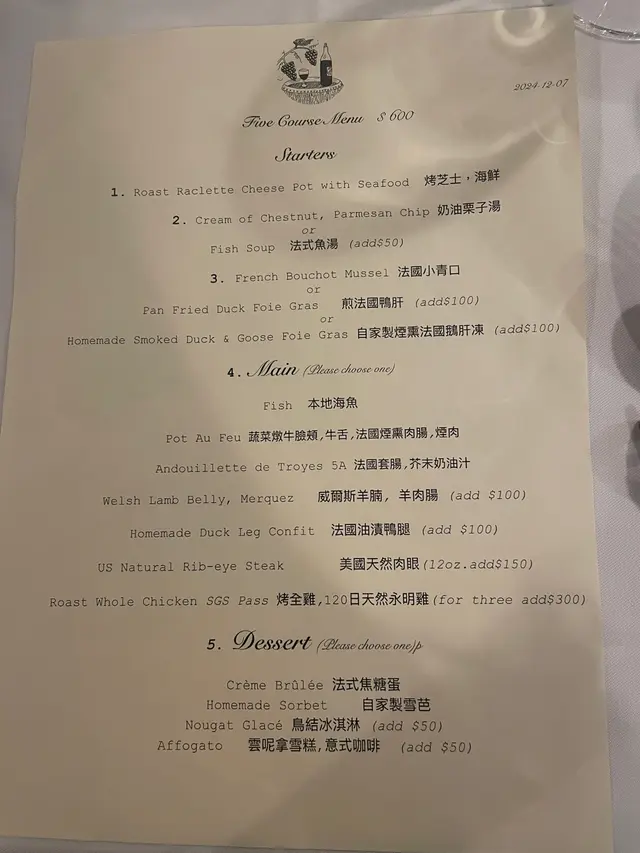 2024-12-07
Five Course Menu $ 600
Starters
1. Roast Raclette Cheese Pot with Seafood 烤芝士，海鮮
2. Cream of Chestnut, Parmesan Chip 奶油栗子湯
or
Fish Soup 法式魚湯 (add$50)
3. French Bouchot Mussel 法國小青口
or
Pan Fried Duck Foie Gras 煎法國鴨肝 (add$100)
or
Homemade Smoked Duck & Goose Foie Gras 自家製煙熏法國鵝肝凍 (add$100)
4. Main (Please choose one)
Fish 本地海魚
Pot Au Feu 蔬菜燉牛臉頰,牛舌,法國煙熏肉腸,煙肉
Andouillette de Troyes 5A 法國套腸,芥末奶油汁
Welsh Lamb Belly, Merquez 威爾斯羊腩, 羊肉腸 (add $100)
Homemade Duck Leg Confit 法國油漬鴨腿 (add $100)
US Natural Rib-eye Steak 美國天然肉眼(12oz.add$150)
Roast Whole Chicken SGS Pass 烤全雞,120日天然永明雞(for three add$300)
5. Dessert (Please choose one)p
Crème Brûlée 法式焦糖蛋
Homemade Sorbet 自家製雪芭
Nougat Glacé 鳥結冰淇淋 (add $50)
Affogato 雲呢拿雪糕,意式咖啡 (add $50)